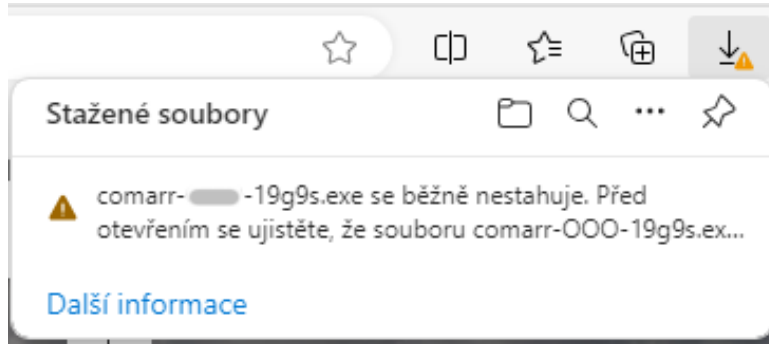 Stažené soubory
comarr- -19g9s.exe se běžně nestahuje. Před
otevřením se ujistěte, že souboru comarr-OOO-19g9s.ex...
Další informace